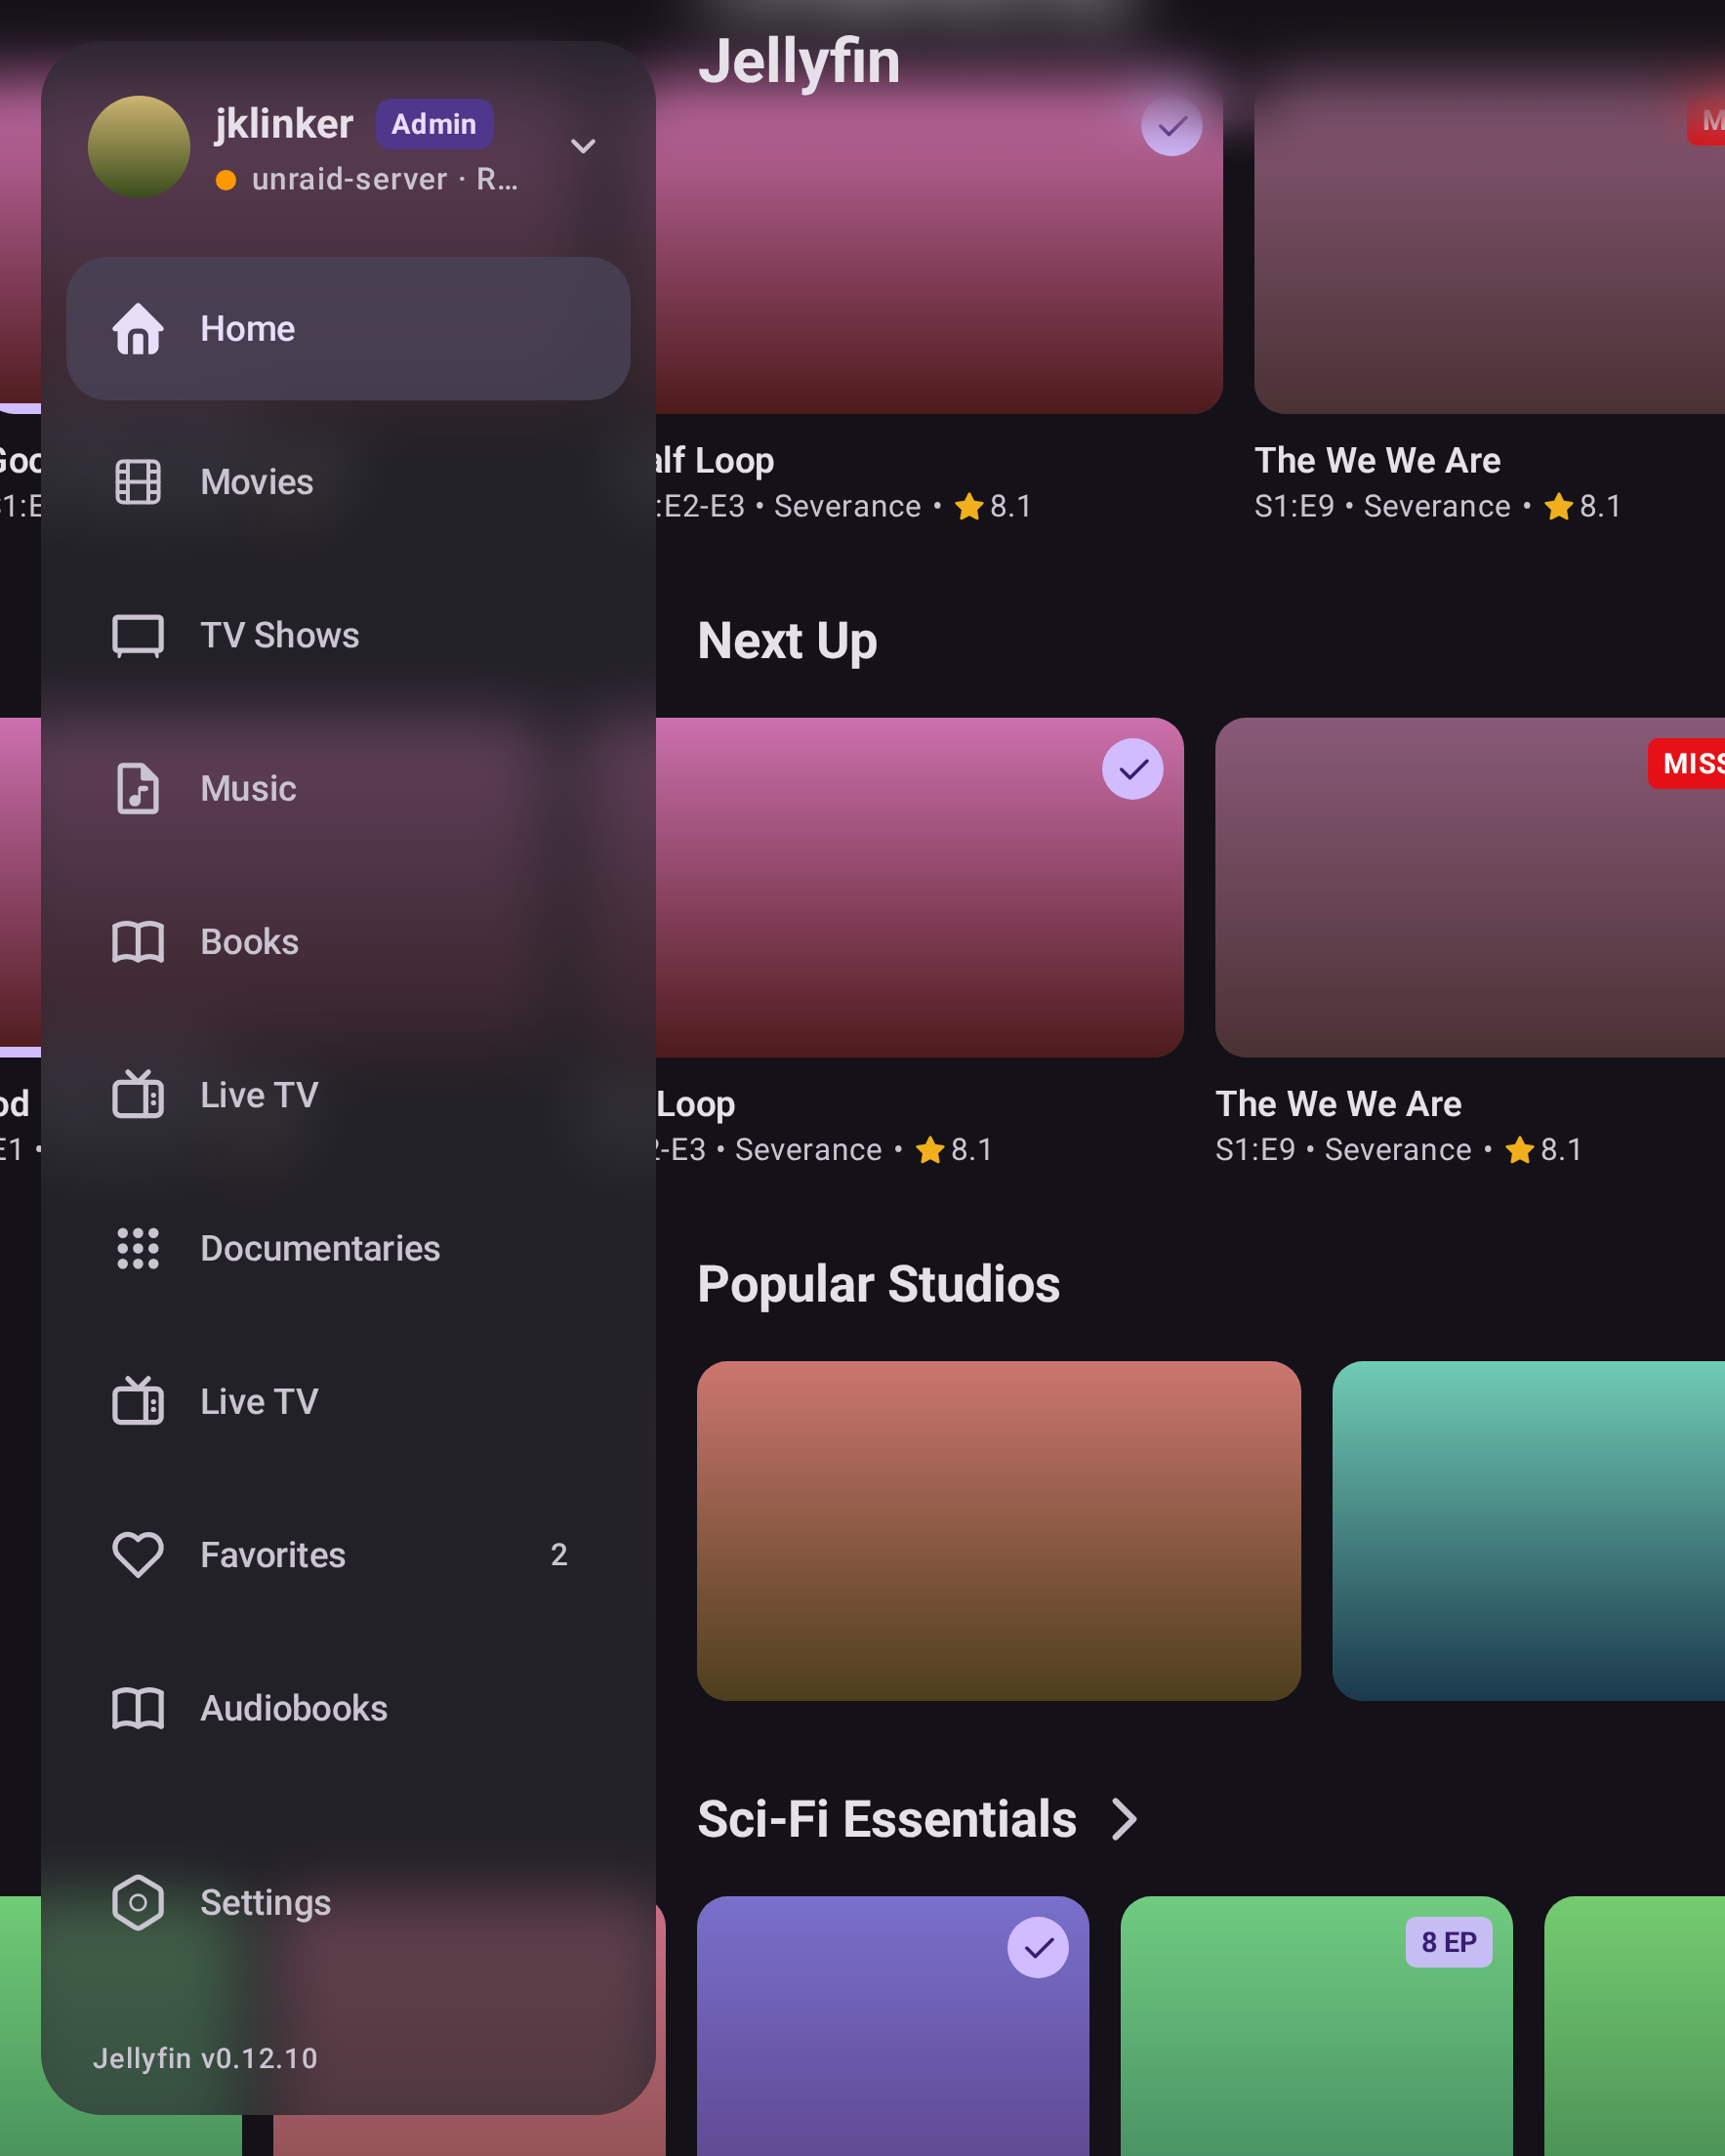 Jellyfin
jklinker Admin
unraid-server · R...
Home
Movies
TV Shows
Music
Books
Live TV
Documentaries
Live TV
Favorites 2
Audiobooks
Settings
Jellyfin v0.12.10
alf Loop
:E2-E3 • Severance • 8.1
The We We Are
S1:E9 • Severance • 8.1
Next Up
MISS
Loop
-E3 • Severance • 8.1
The We We Are
S1:E9 • Severance • 8.1
Popular Studios
Sci-Fi Essentials
8 EP